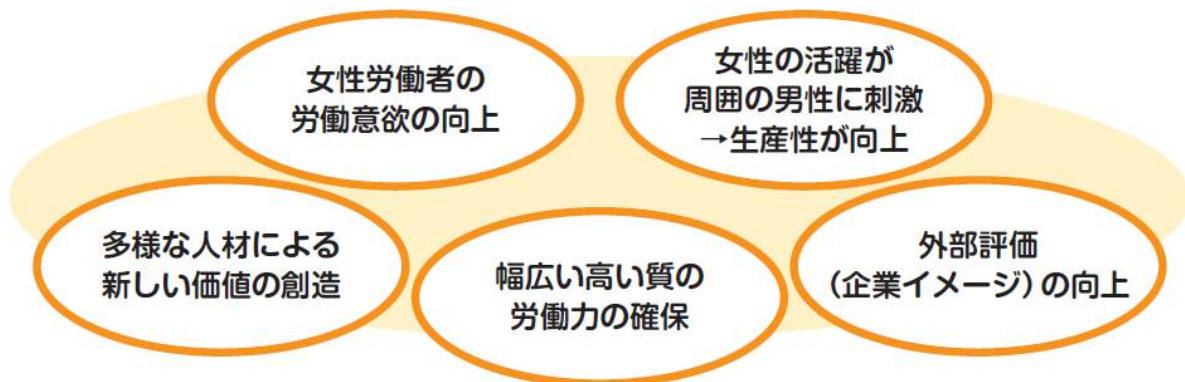 女性労働者の
労働意欲の向上
女性の活躍が
周囲の男性に刺激
→生産性が向上
多様な人材による
新しい価値の創造
幅広い高い質の
労働力の確保
外部評価
（企業イメージ）の向上